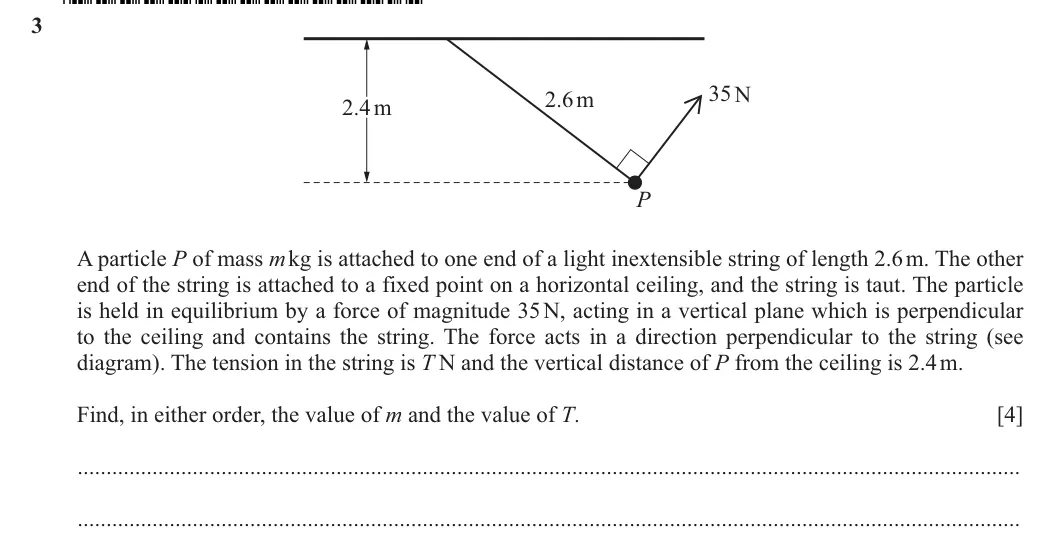 3
2.4 m
2.6 m
35 N
P
A particle P of mass m kg is attached to one end of a light inextensible string of length 2.6 m. The other
end of the string is attached to a fixed point on a horizontal ceiling, and the string is taut. The particle
is held in equilibrium by a force of magnitude 35 N, acting in a vertical plane which is perpendicular
to the ceiling and contains the string. The force acts in a direction perpendicular to the string (see
diagram). The tension in the string is T N and the vertical distance of P from the ceiling is 2.4 m.
Find, in either order, the value of m and the value of T. [4]